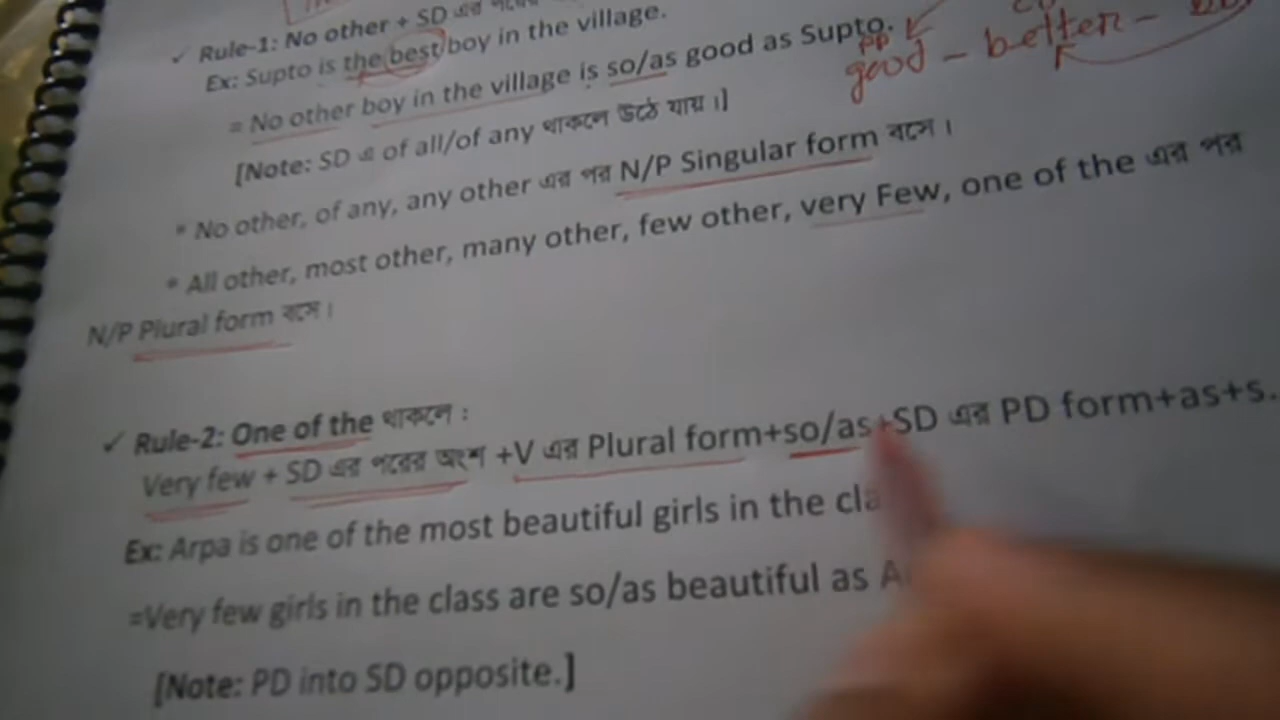 ✓ Rule-1: No other + SD এর পরের
Ex: Supto is the best boy in the village.
= No other boy in the village is so/as good as Supto.
good – better –
[Note: SD এ of all/of any থাকলে উঠে যায়।]
* No other, of any, any other এর পর N/P Singular form বসে।
* All other, most other, many other, few other, very Few, one of the এর পর
N/P Plural form বসে।
✓ Rule-2: One of the থাকলে :
Very few + SD এর পরের অংশ +V এর Plural form+so/as+SD এর PD form+as+s.
Ex: Arpa is one of the most beautiful girls in the
=Very few girls in the class are so/as beautiful as
[Note: PD into SD opposite.]